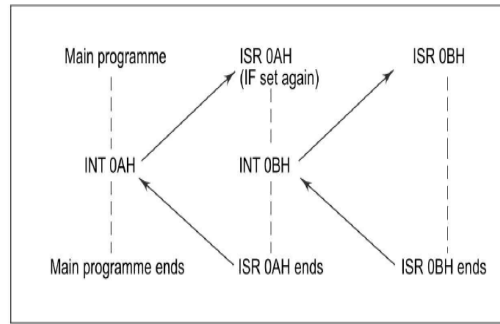 Main programme ISR 0AH ISR 0BH
(IF set again)
INT 0AH INT 0BH
Main programme ends ISR 0AH ends ISR 0BH ends